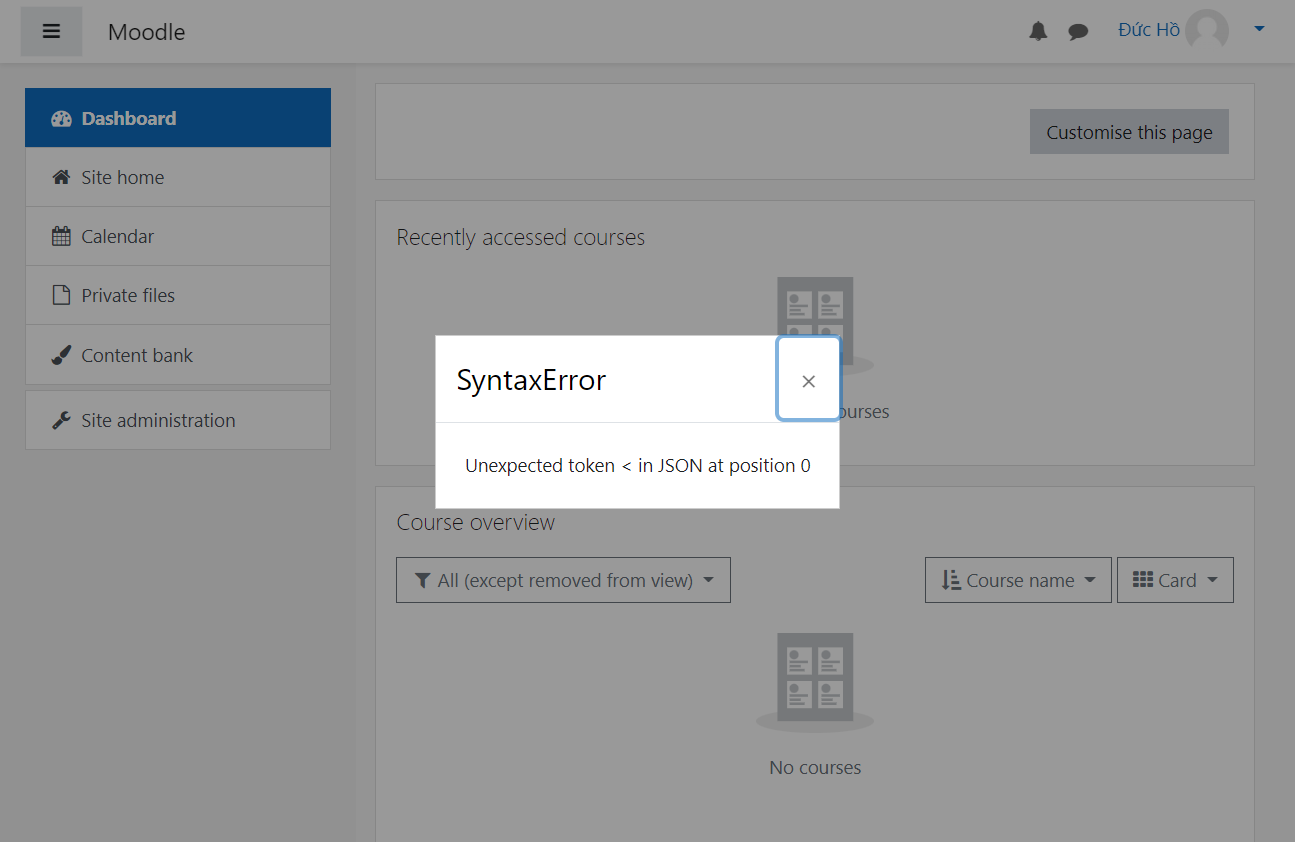 Moodle
Đức Hồ
Dashboard
Site home
Calendar
Private files
Content bank
Site administration
Customise this page
Recently accessed courses
ourses
SyntaxError
×
Unexpected token < in JSON at position 0
Course overview
All (except removed from view)
Course name
Card
No courses